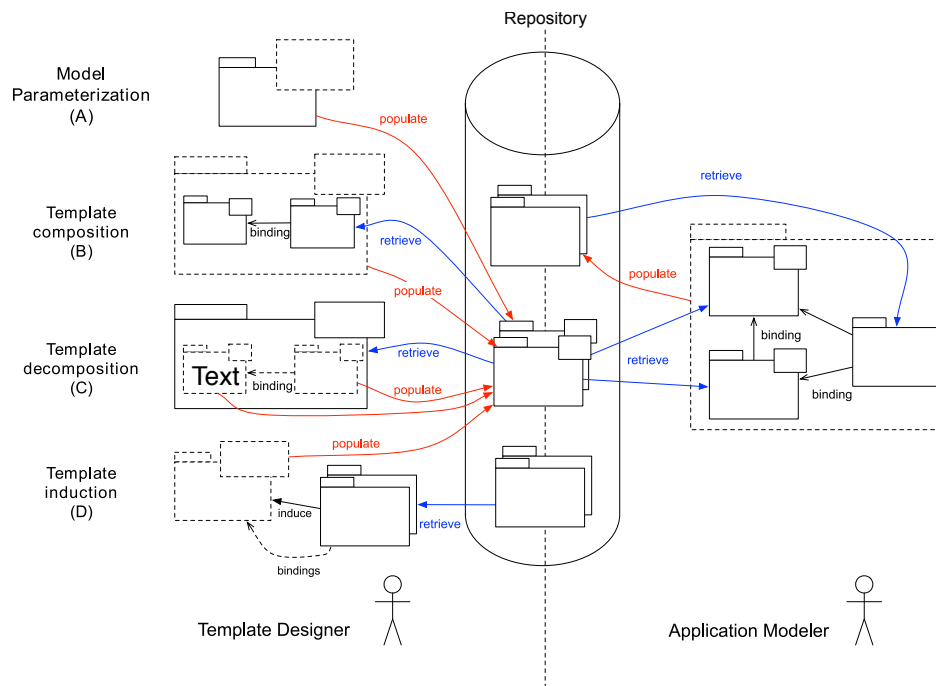 Repository
Model
Parameterization
(A)
populate
retrieve
Template
composition
(B)
binding
retrieve
populate
populate
binding
Template
decomposition
(C)
Text
binding
retrieve
populate
retrieve
binding
populate
Template
induction
(D)
induce
retrieve
bindings
Template Designer
Application Modeler